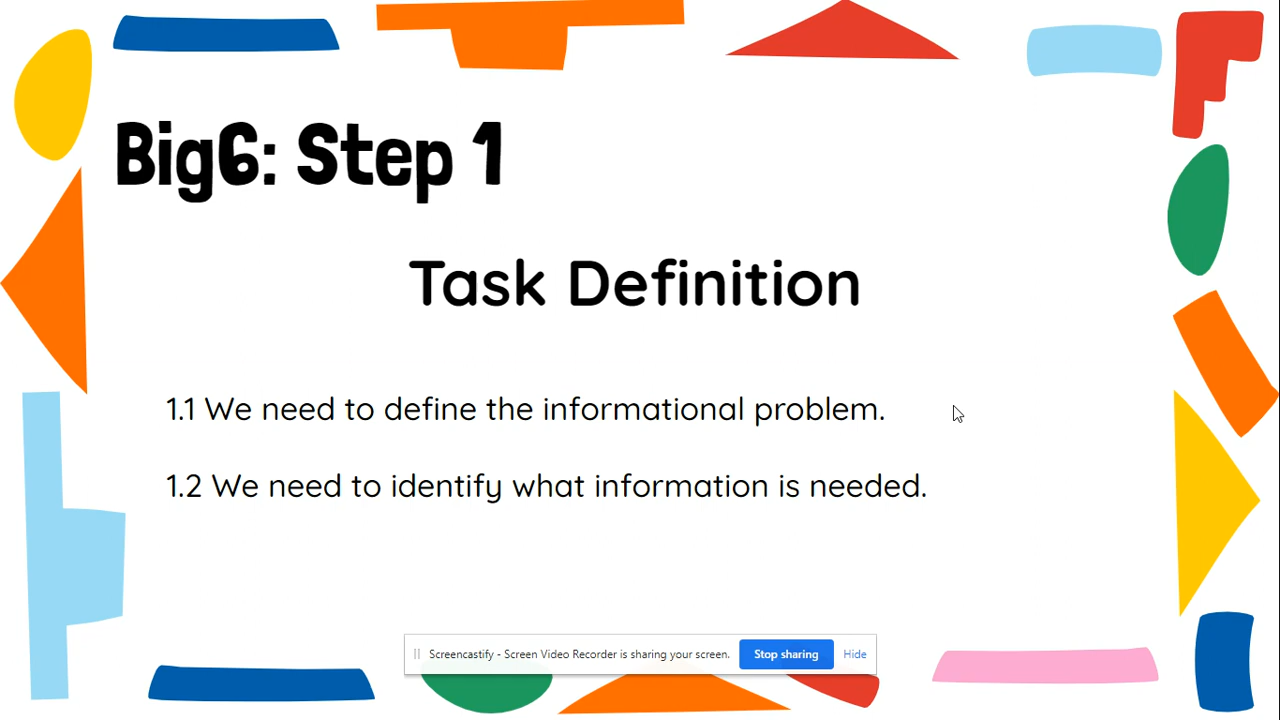 Big6: Step 1
Task Definition
1.1 We need to define the informational problem.
1.2 We need to identify what information is needed.
Screencastify - Screen Video Recorder is sharing your screen. Stop sharing Hide